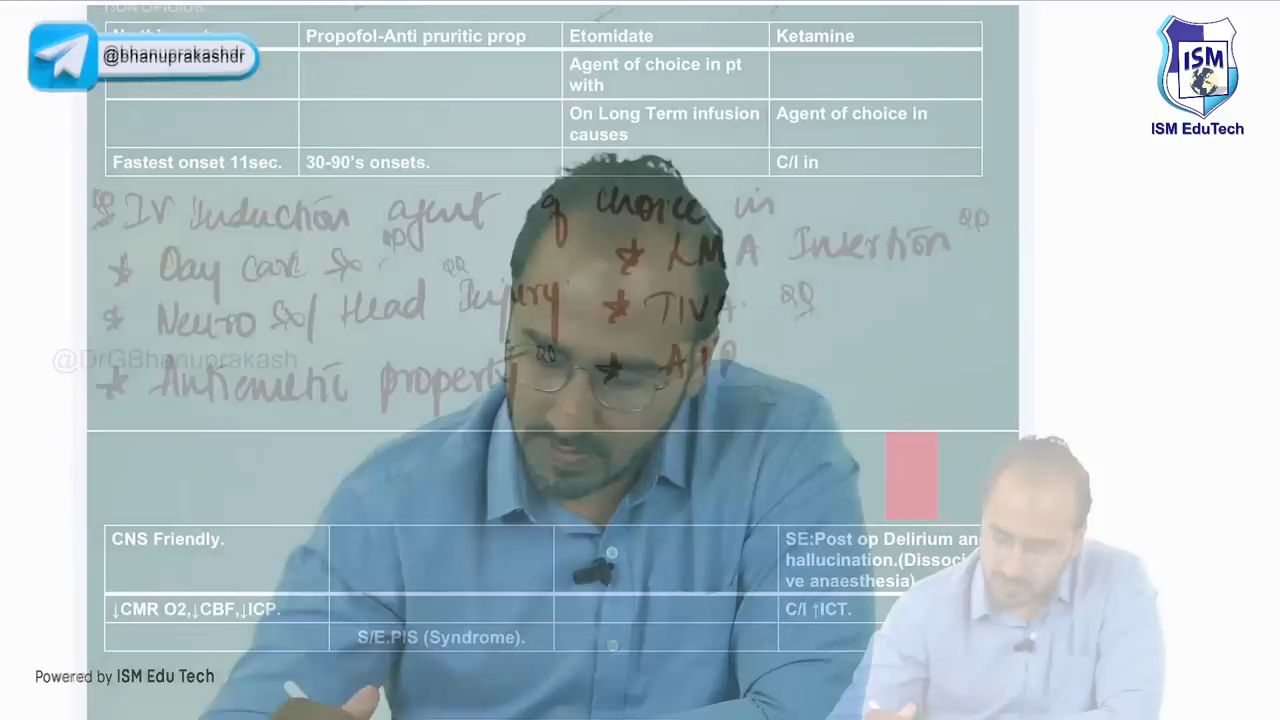 @bhanuprakashdr
ISM
ISM EduTech
Propofol-Anti pruritic prop
Etomidate
Ketamine
Agent of choice in pt with
On Long Term infusion causes
Agent of choice in
Fastest onset 11sec.
30-90's onsets.
C/I in
IV Induction agent of choice in
* Day care Sx
* LMA Insertion
* Neuro Sx/ Head Injury
* TIVA
@DrGBhanuprakash
* Antiemetic property
* AIP
CNS Friendly.
SE:Post op Delirium an
hallucination.(Dissoci
ve anaesthesia)
↓CMR O2,↓CBF,↓ICP.
C/I ↑ICT.
S/E.PIS (Syndrome).
Powered by ISM Edu Tech